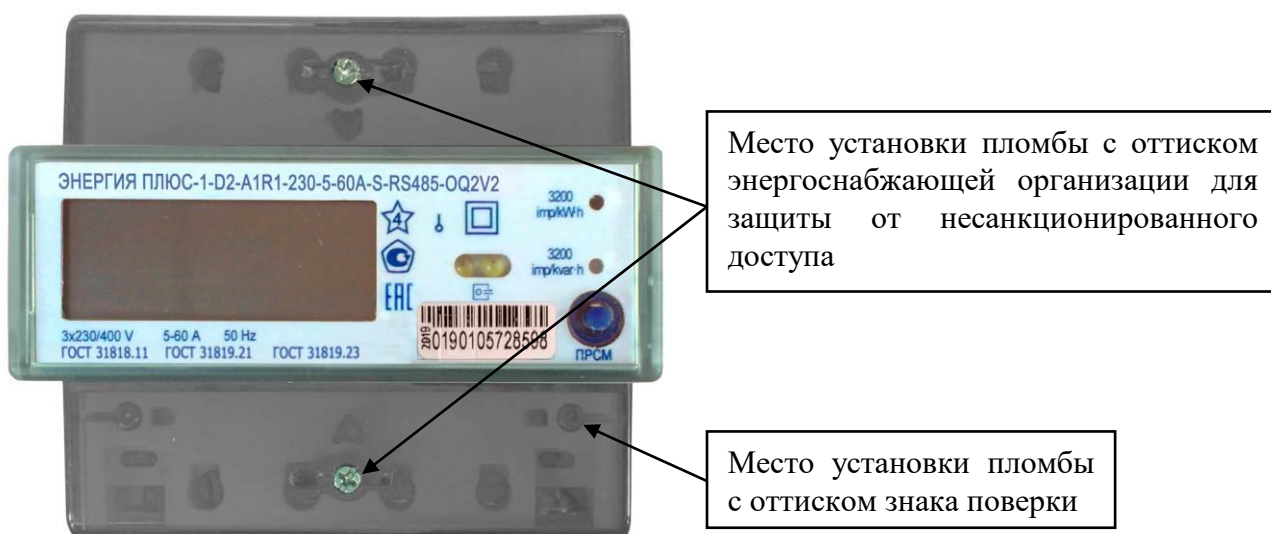 ЭНЕРГИЯ ПЛЮС-1-D2-A1R1-230-5-60А-S-RS485-OQ2V2
3200
imp/kW·h
4
3200
imp/kvar·h
ЕАС
2019
0190105728598
3x230/400 V 5-60 A 50 Hz
ГОСТ 31818.11 ГОСТ 31819.21 ГОСТ 31819.23
ПРСМ
Место установки пломбы с оттиском
энергоснабжающей организации для
защиты от несанкционированного
доступа
Место установки пломбы
с оттиском знака поверки